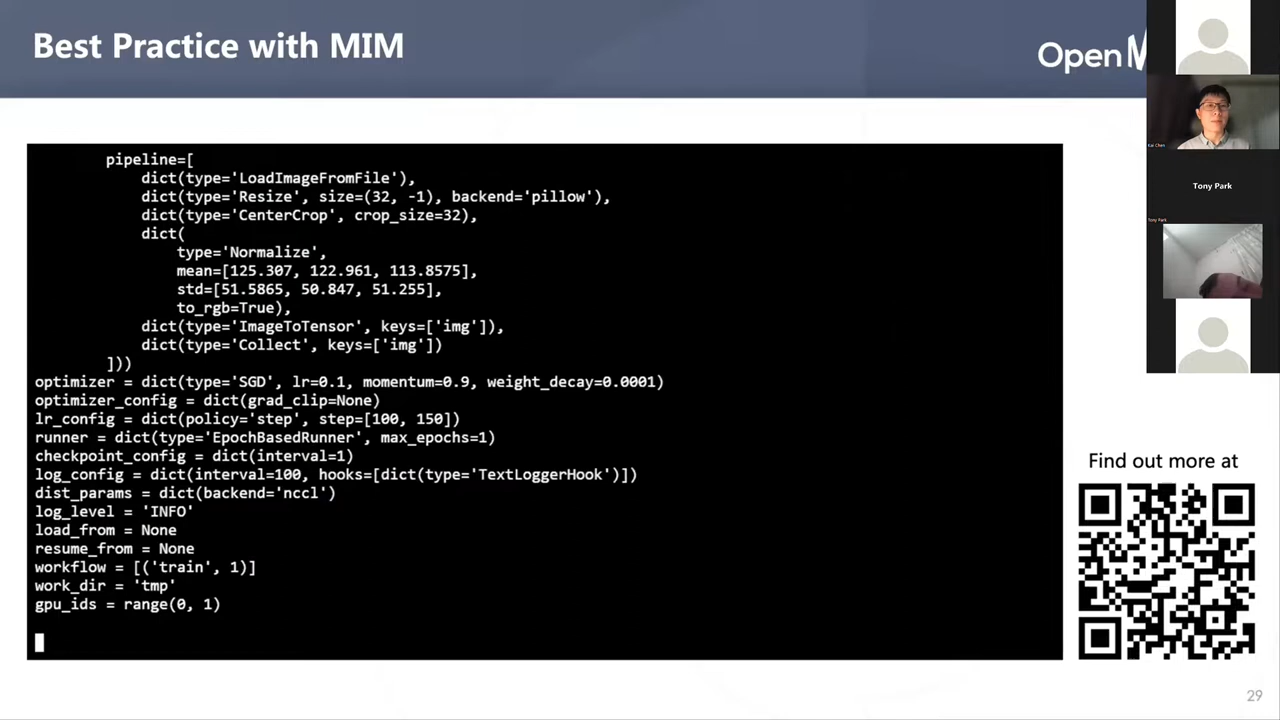 Best Practice with MIM
OpenM
pipeline=[
dict(type='LoadImageFromFile'),
dict(type='Resize', size=(32, -1), backend='pillow'),
dict(type='CenterCrop', crop_size=32),
dict(
type='Normalize',
mean=[125.307, 122.961, 113.8575],
std=[51.5865, 50.847, 51.255],
to_rgb=True),
dict(type='ImageToTensor', keys=['img']),
dict(type='Collect', keys=['img'])
]))
optimizer = dict(type='SGD', lr=0.1, momentum=0.9, weight_decay=0.0001)
optimizer_config = dict(grad_clip=None)
lr_config = dict(policy='step', step=[100, 150])
runner = dict(type='EpochBasedRunner', max_epochs=1)
checkpoint_config = dict(interval=1)
log_config = dict(interval=100, hooks=[dict(type='TextLoggerHook')])
dist_params = dict(backend='nccl')
log_level = 'INFO'
load_from = None
resume_from = None
workflow = [('train', 1)]
work_dir = 'tmp'
gpu_ids = range(0, 1)
Kai Chen
Tony Park
Tony Park
Find out more at
29